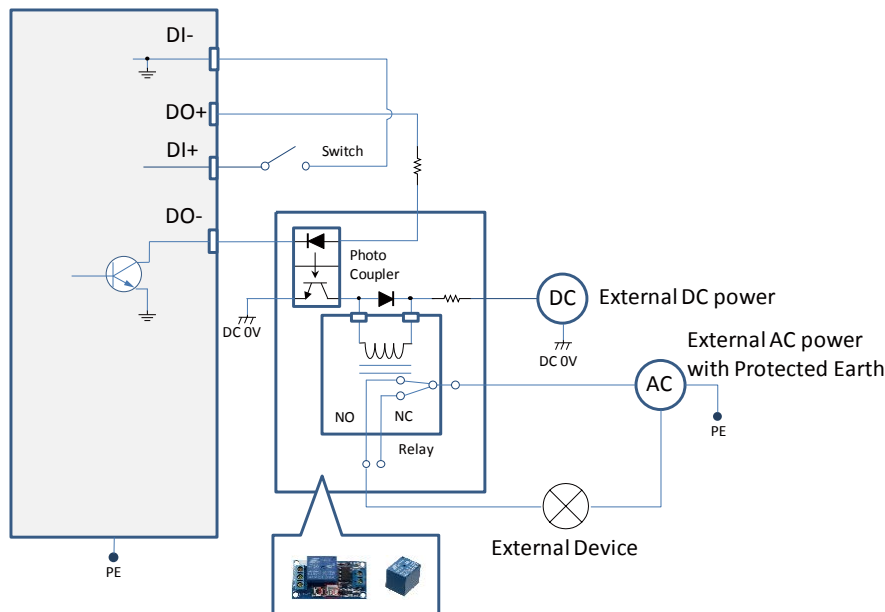 DI-
DO+
DI+
Switch
DO-
Photo
Coupler
DC 0V
DC
External DC power
DC 0V
External AC power
with Protected Earth
AC
PE
NO
NC
Relay
External Device
PE